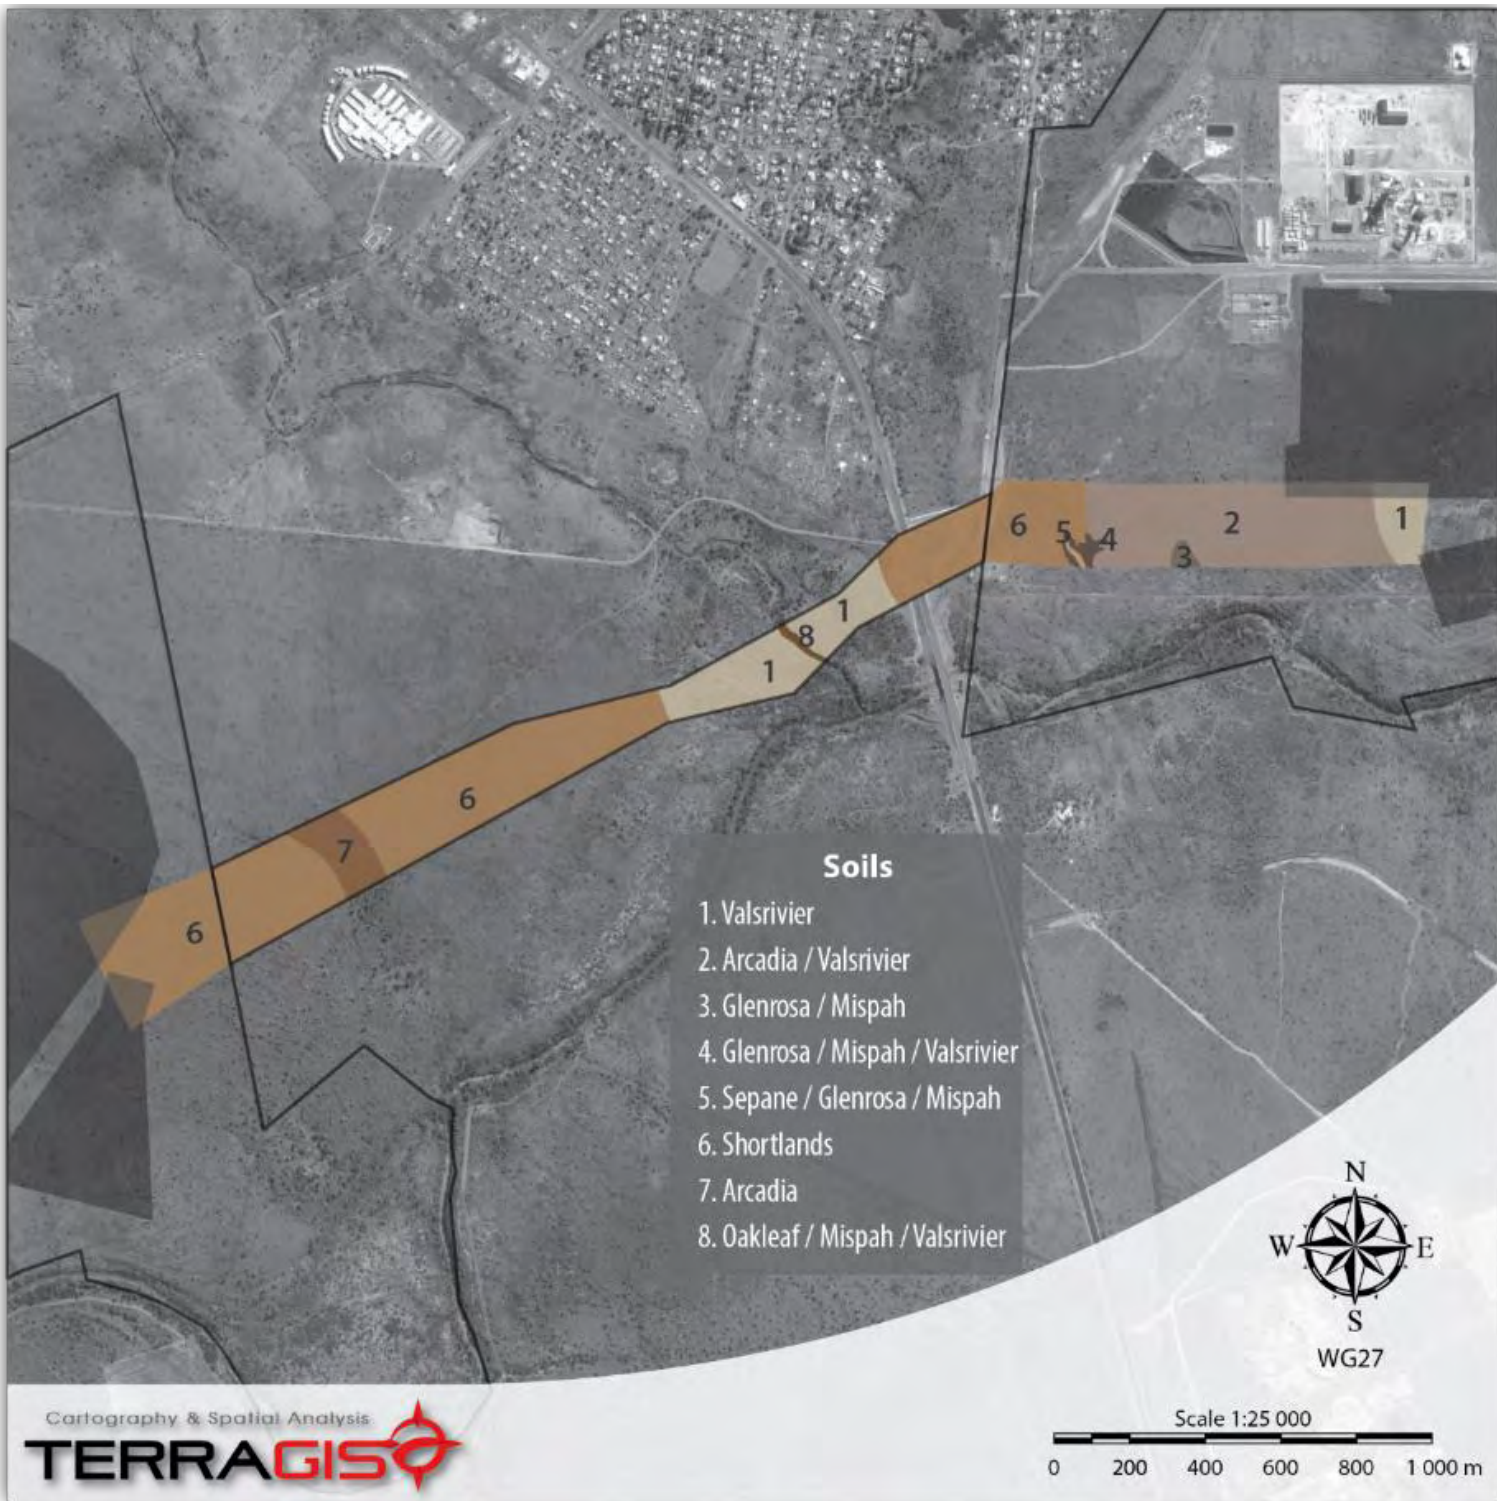 6
5
4
2
3
1
1
8
1
6
7
6
Soils
1. Valsrivier
2. Arcadia / Valsrivier
3. Glenrosa / Mispah
4. Glenrosa / Mispah / Valsrivier
5. Sepane / Glenrosa / Mispah
6. Shortlands
7. Arcadia
8. Oakleaf / Mispah / Valsrivier
N
W E
S
WG27
Cartography & Spatial Analysis
TERRAGIS
Scale 1:25 000
0 200 400 600 800 1 000 m